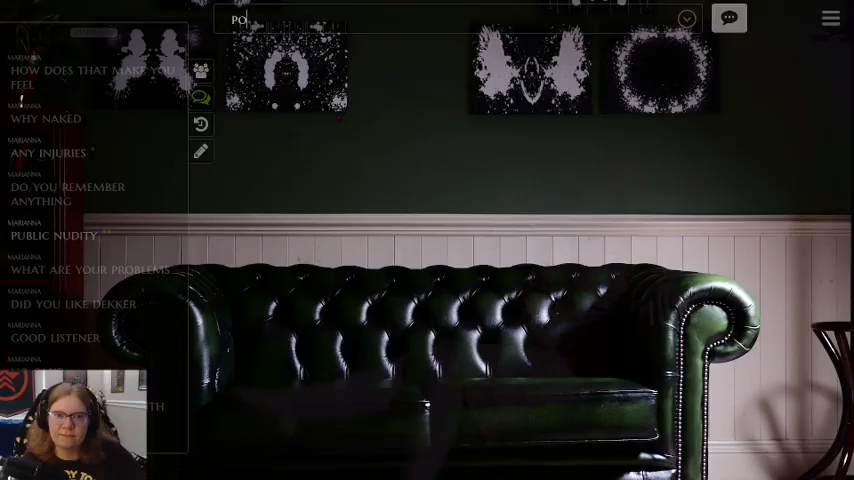 PO
MARIANNA
HOW DOES THAT MAKE YOU
FEEL
MARIANNA
WHY NAKED
MARIANNA
ANY INJURIES *
MARIANNA
DO YOU REMEMBER
ANYTHING
MARIANNA
PUBLIC NUDITY **
MARIANNA
WHAT ARE YOUR PROBLEMS
MARIANNA
DID YOU LIKE DEKKER
MARIANNA
GOOD LISTENER
MARIANNA